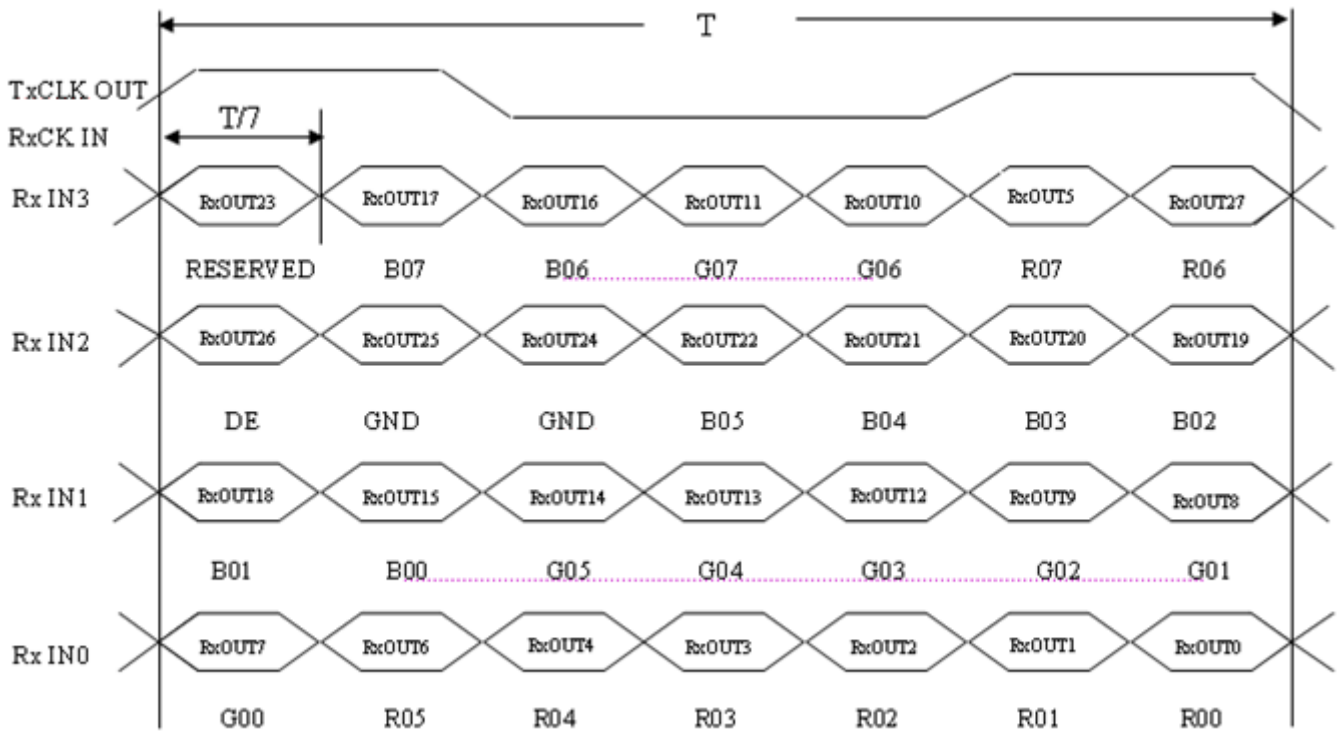 T
TxCLK OUT
T/7
RxCK IN
Rx IN3 RxOUT23 RxOUT17 RxOUT16 RxOUT11 RxOUT10 RxOUT5 RxOUT27
RESERVED B07 B06 G07 G06 R07 R06
Rx IN2 RxOUT26 RxOUT25 RxOUT24 RxOUT22 RxOUT21 RxOUT20 RxOUT19
DE GND GND B05 B04 B03 B02
Rx IN1 RxOUT18 RxOUT15 RxOUT14 RxOUT13 RxOUT12 RxOUT9 RxOUT8
B01 B00 G05 G04 G03 G02 G01
Rx IN0 RxOUT7 RxOUT6 RxOUT4 RxOUT3 RxOUT2 RxOUT1 RxOUT0
G00 R05 R04 R03 R02 R01 R00